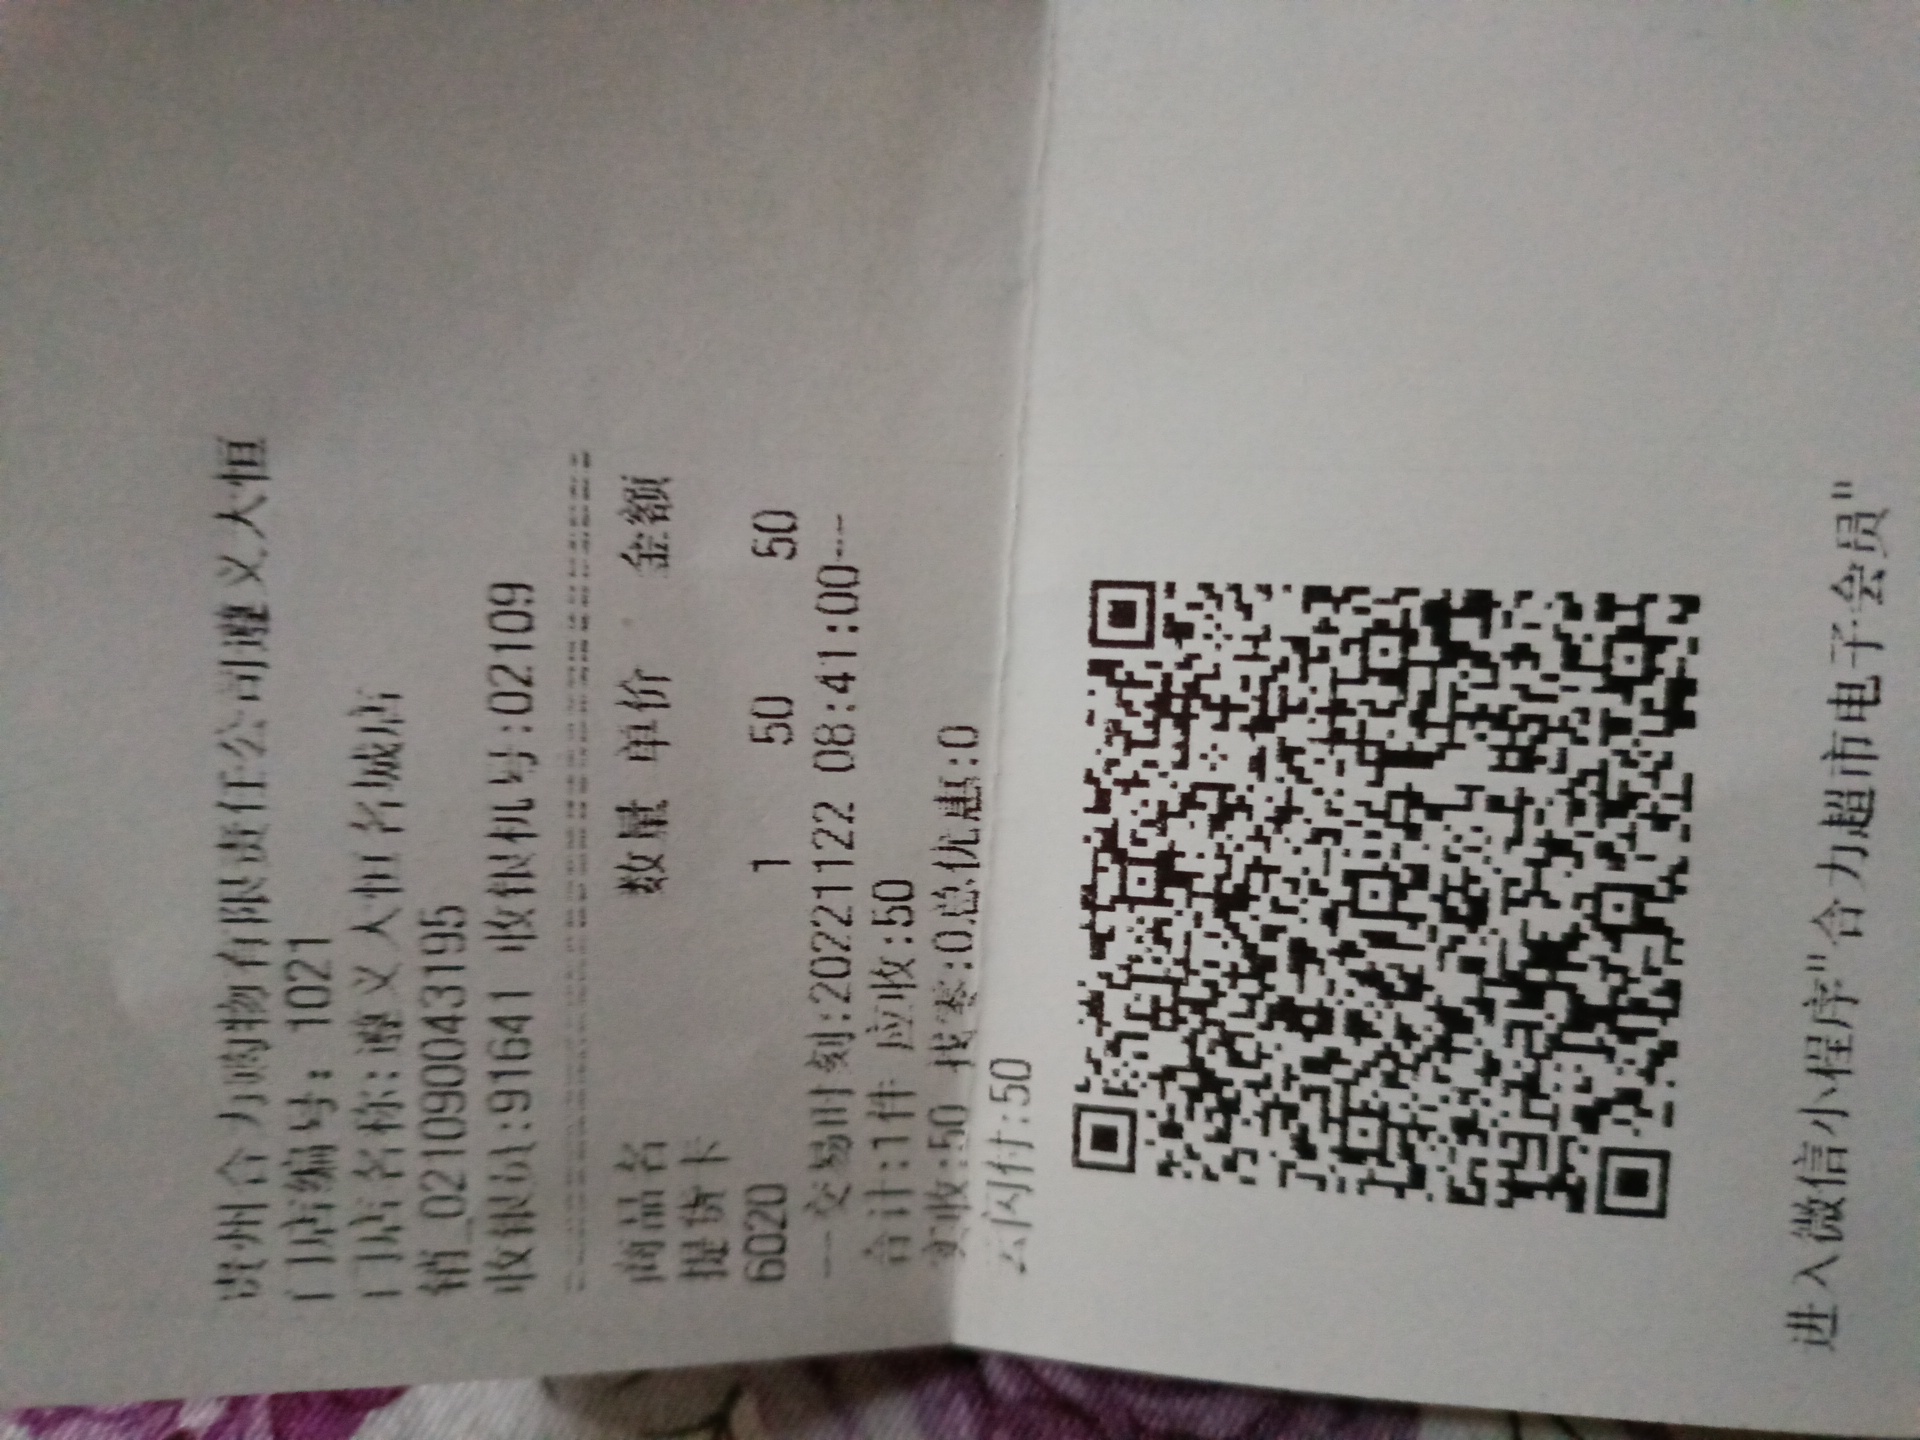 贵州合力购物有限责任公司遵义大恒
门店编号：1021
门店名称:遵义大恒名城店
销_0210900043195
收银员:91641 收银机号:02109
商品名 数量 单价 金额
提货卡
6020 1 50 50
--交易时刻:20221122 08:41:00--
合计:1件 应收:50
实收:50 找零:0总优惠:0
云闪付:50
进入微信小程序"合力超市电子会员"